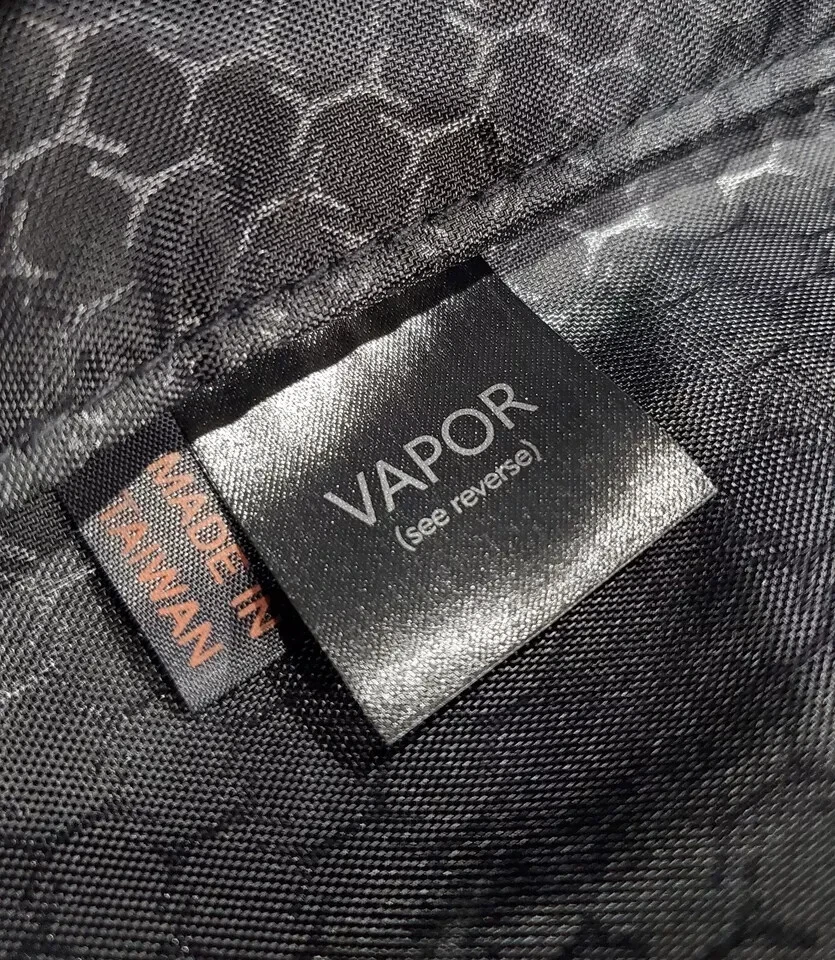 VAPOR
(see reverse)
MADE IN
TAIWAN